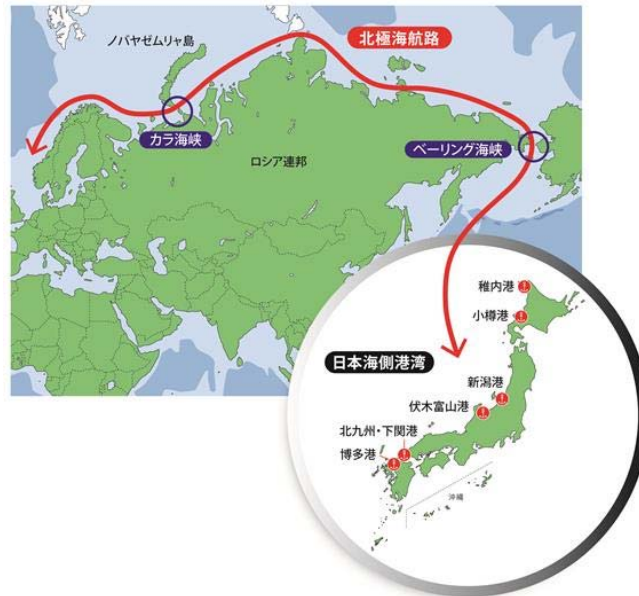 ノバヤゼムリャ島
北極海航路
カラ海峡
ロシア連邦
ベーリング海峡
稚内港
小樽港
日本海側港湾
新潟港
伏木富山港
北九州・下関港
博多港
沖縄